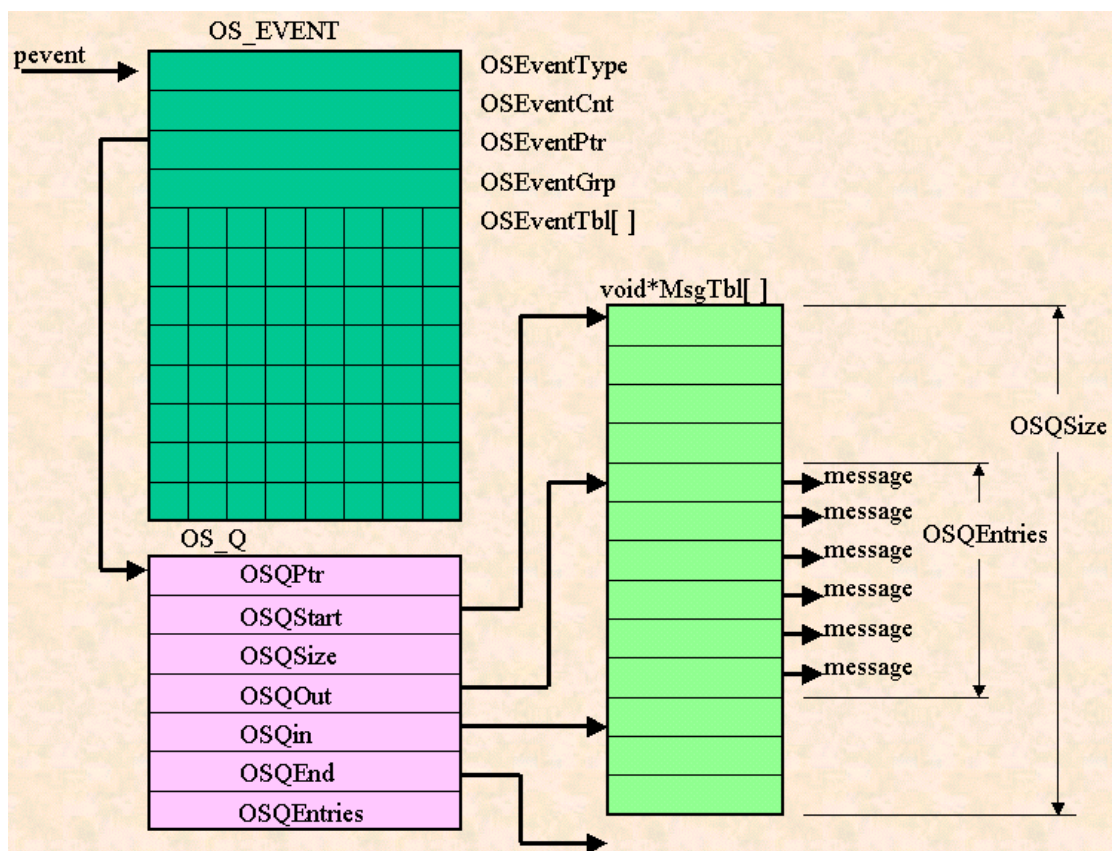 OS_EVENT
pevent
OSEventType
OSEventCnt
OSEventPtr
OSEventGrp
OSEventTbl[ ]
void*MsgTbl[ ]
OSQSize
message
message
OSQEntries
message
message
message
message
OS_Q
OSQPtr
OSQStart
OSQSize
OSQOut
OSQin
OSQEnd
OSQEntries